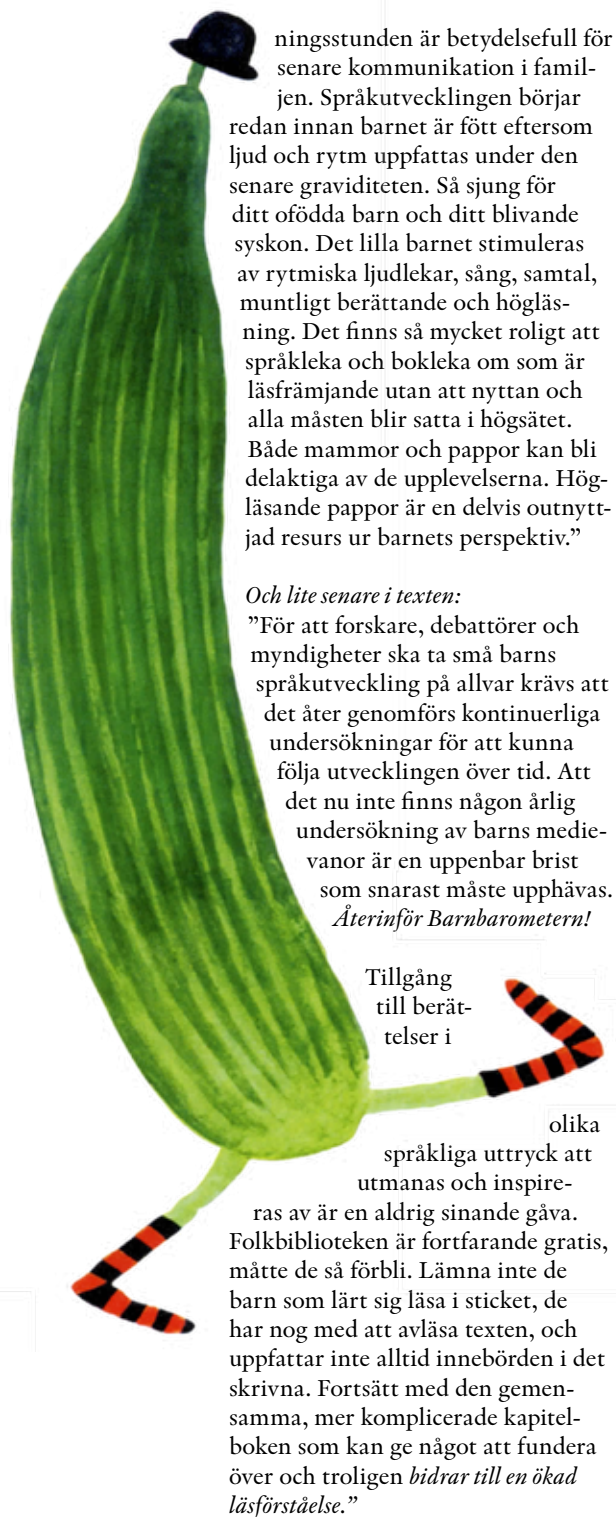 ningsstunden är betydelsefull för
senare kommunikation i famil-
jen. Språkutvecklingen börjar
redan innan barnet är fött eftersom
ljud och rytm uppfattas under den
senare graviditeten. Så sjung för
ditt ofödda barn och ditt blivande
syskon. Det lilla barnet stimuleras
av rytmiska ljudlekar, sång, samtal,
muntligt berättande och högläs-
ning. Det finns så mycket roligt att
språkleka och bokleka om som är
läsfrämjande utan att nyttan och
alla måsten blir satta i högsätet.
Både mammor och pappor kan bli
delaktiga av de upplevelserna. Hög-
läsande pappor är en delvis outnytt-
jad resurs ur barnets perspektiv.”
Och lite senare i texten:
”För att forskare, debattörer och
myndigheter ska ta små barns
språkutveckling på allvar krävs att
det åter genomförs kontinuerliga
undersökningar för att kunna
följa utvecklingen över tid. Att
det nu inte finns någon årlig
undersökning av barns medie-
vanor är en uppenbar brist
som snarast måste upphävas.
Återinför Barnbarometern!
Tillgång
till berät-
telser i
olika
språkliga uttryck att
utmanas och inspire-
ras av är en aldrig sinande gåva.
Folkbiblioteken är fortfarande gratis,
måtte de så förbli. Lämna inte de
barn som lärt sig läsa i sticket, de
har nog med att avläsa texten, och
uppfattar inte alltid innebörden i det
skrivna. Fortsätt med den gemen-
samma, mer komplicerade kapitel-
boken som kan ge något att fundera
över och troligen bidrar till en ökad
läsförståelse.”